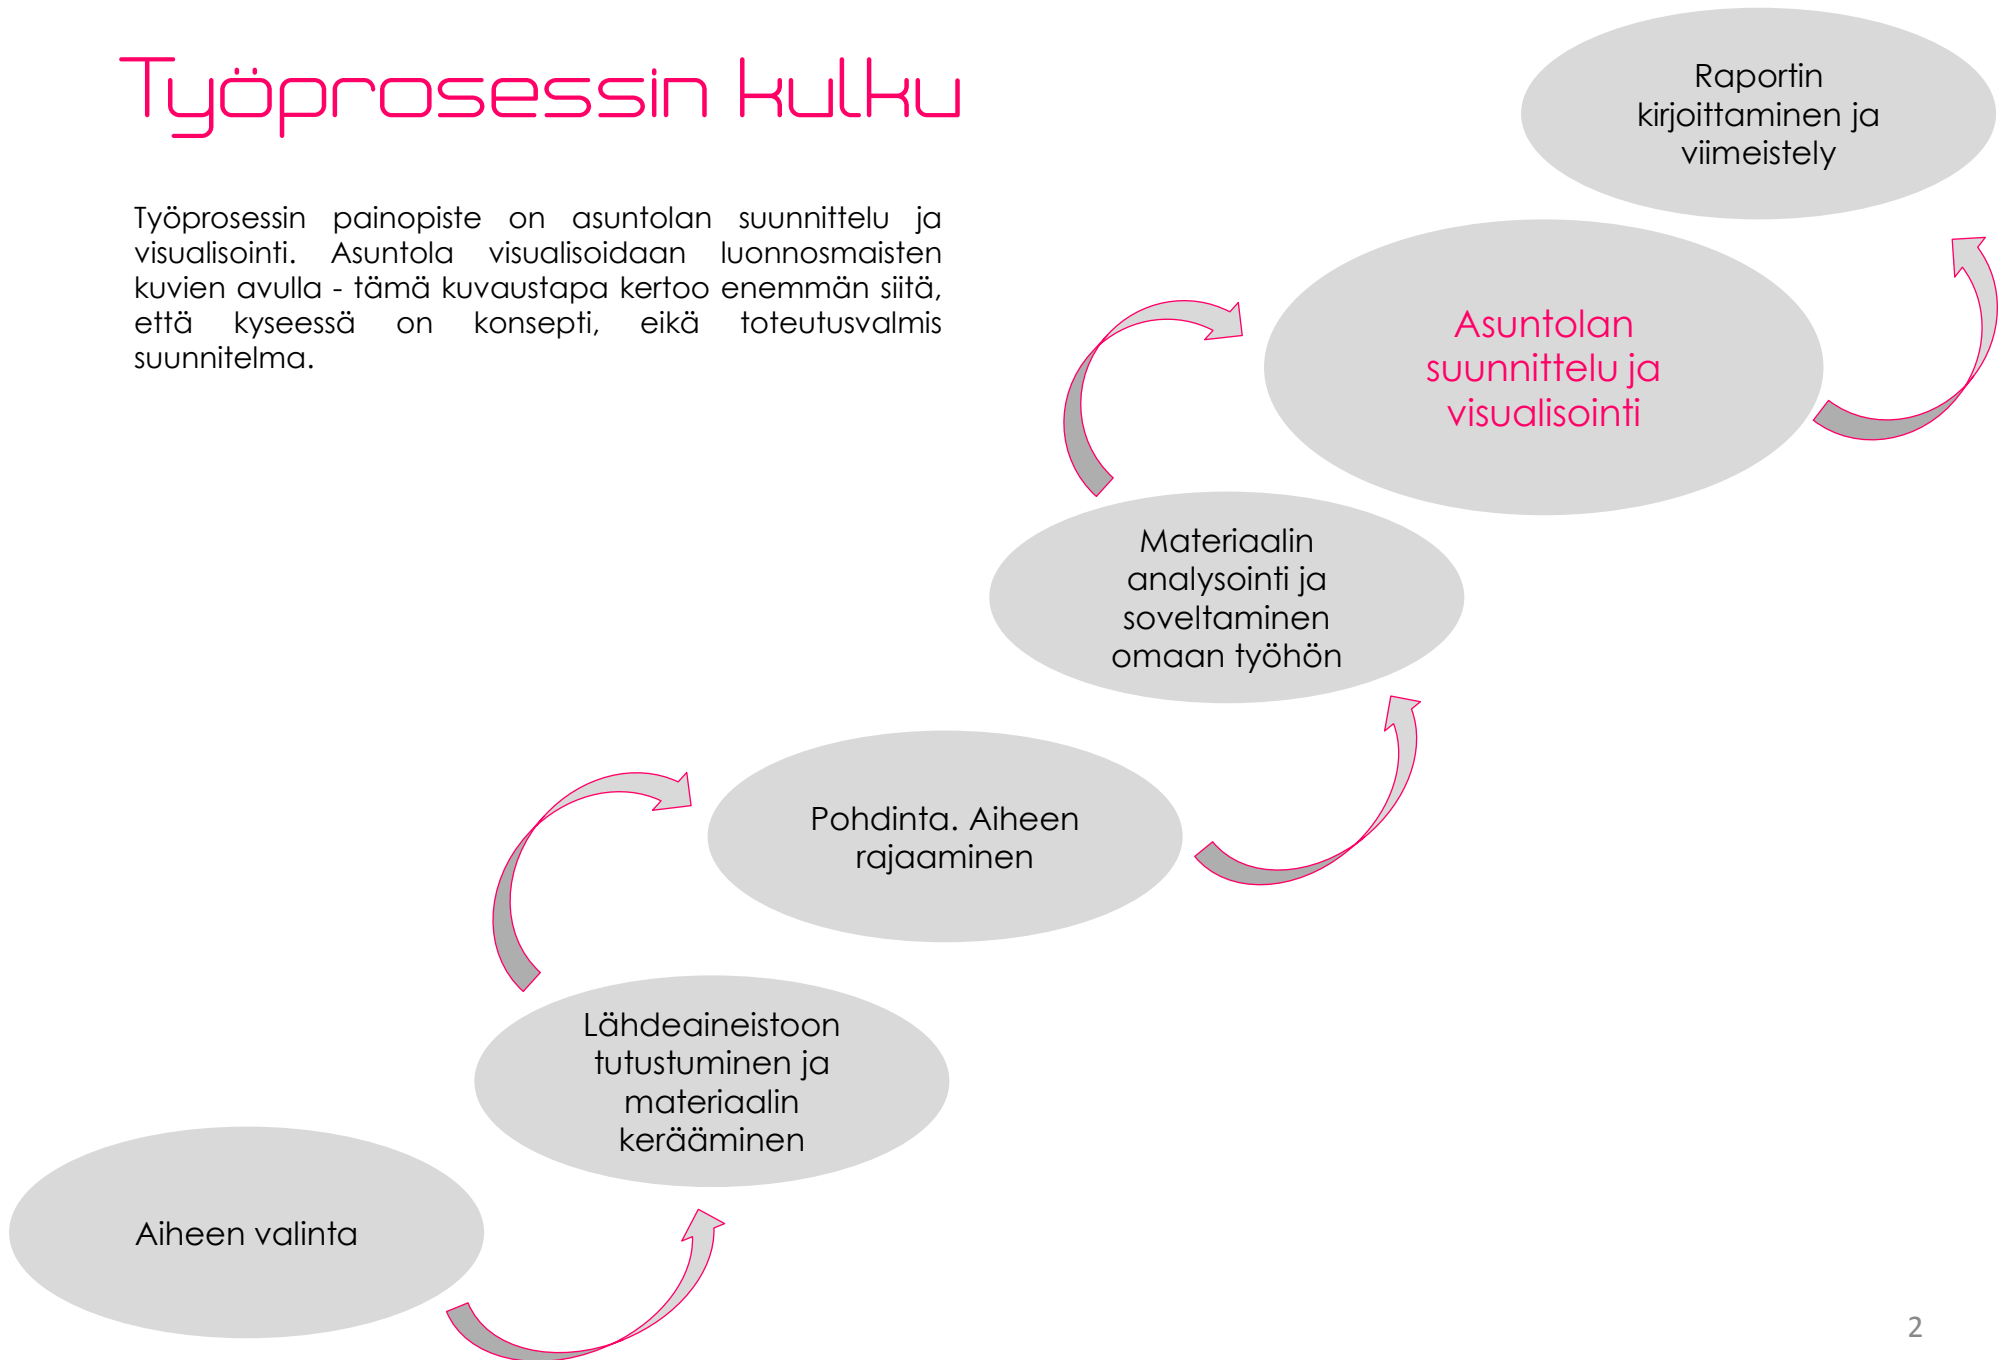 Työprosessin kulku
Työprosessin painopiste on asuntolan suunnittelu ja
visualisointi. Asuntola visualisoidaan luonnosmaisten
kuvien avulla - tämä kuvaustapa kertoo enemmän siitä,
että kyseessä on konsepti, eikä toteutusvalmis
suunnitelma.
Raportin
kirjoittaminen ja
viimeistely
Asuntolan
suunnittelu ja
visualisointi
Materiaalin
analysointi ja
soveltaminen
omaan työhön
Pohdinta. Aiheen
rajaaminen
Lähdeaineistoon
tutustuminen ja
materiaalin
kerääminen
Aiheen valinta
2